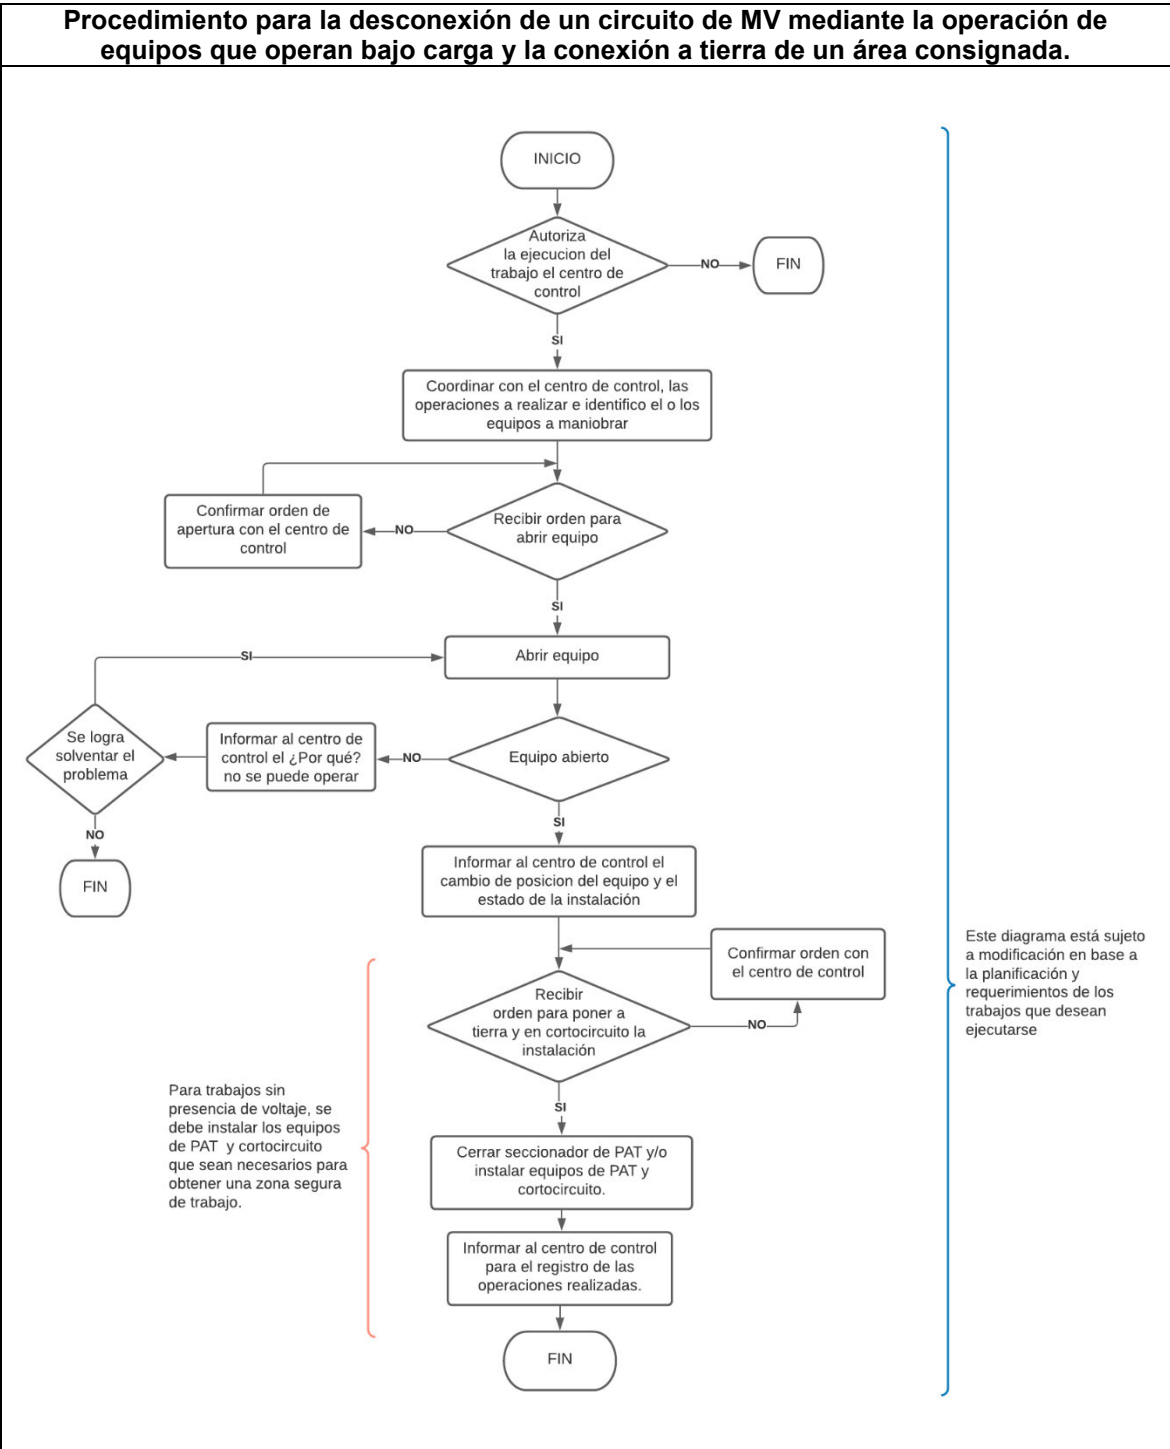 Procedimiento para la desconexión de un circuito de MV mediante la operación de
equipos que operan bajo carga y la conexión a tierra de un área consignada.
INICIO
Autoriza
la ejecucion del
trabajo el centro de
control
NO
FIN
SI
Coordinar con el centro de control, las
operaciones a realizar e identifico el o los
equipos a maniobrar
Confirmar orden de
apertura con el centro de
control
NO
Recibir orden para
abrir equipo
SI
SI
Abrir equipo
Se logra
solventar el
problema
Informar al centro de
control el ¿Por qué?
no se puede operar
NO
Equipo abierto
NO
FIN
SI
Informar al centro de control el
cambio de posicion del equipo y el
estado de la instalación
Confirmar orden con
el centro de control
Recibir
orden para poner a
tierra y en cortocircuito la
instalación
NO
Este diagrama está sujeto
a modificación en base a
la planificación y
requerimientos de los
trabajos que desean
ejecutarse
Para trabajos sin
presencia de voltaje, se
debe instalar los equipos
de PAT y cortocircuito
que sean necesarios para
obtener una zona segura
de trabajo.
SI
Cerrar seccionador de PAT y/o
instalar equipos de PAT y
cortocircuito.
Informar al centro de control
para el registro de las
operaciones realizadas.
FIN